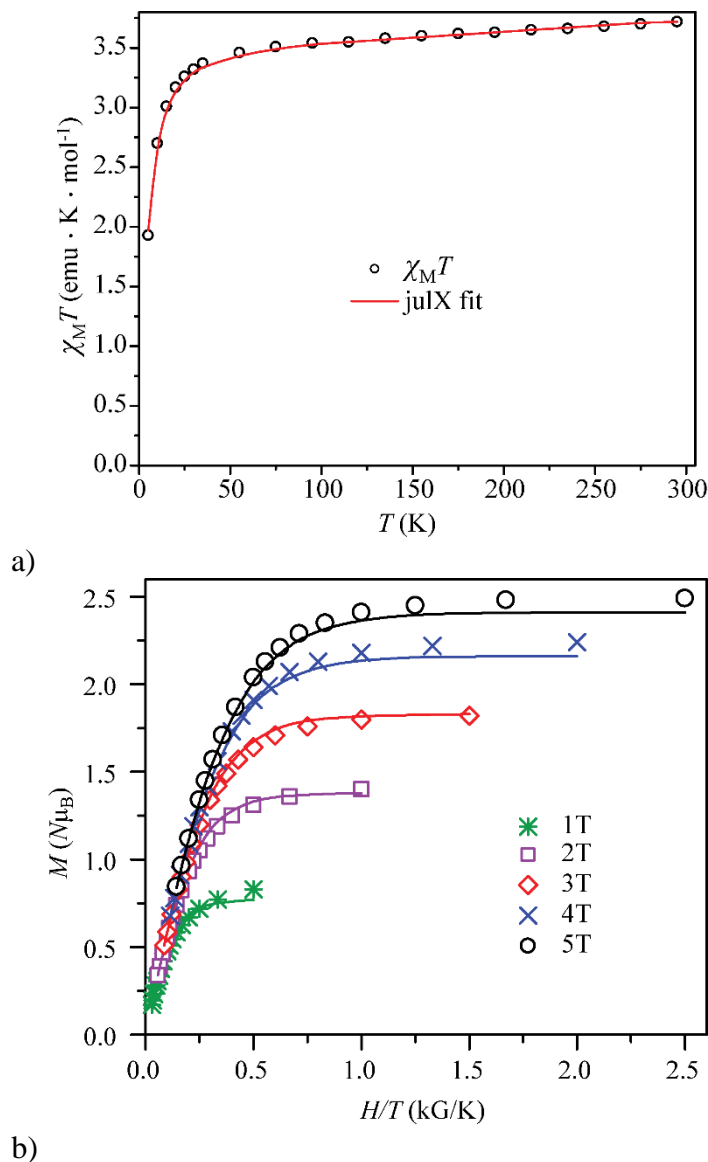 3.5
3.0
2.5
2.0
1.5
1.0
0.5
0.0
χMT (emu · K · mol-1)
χMT
julX fit
0 50 100 150 200 250 300
T (K)
a)
2.5
2.0
1.5
1.0
0.5
0.0
M (NμB)
1T
2T
3T
4T
5T
0.0 0.5 1.0 1.5 2.0 2.5
H/T (kG/K)
b)